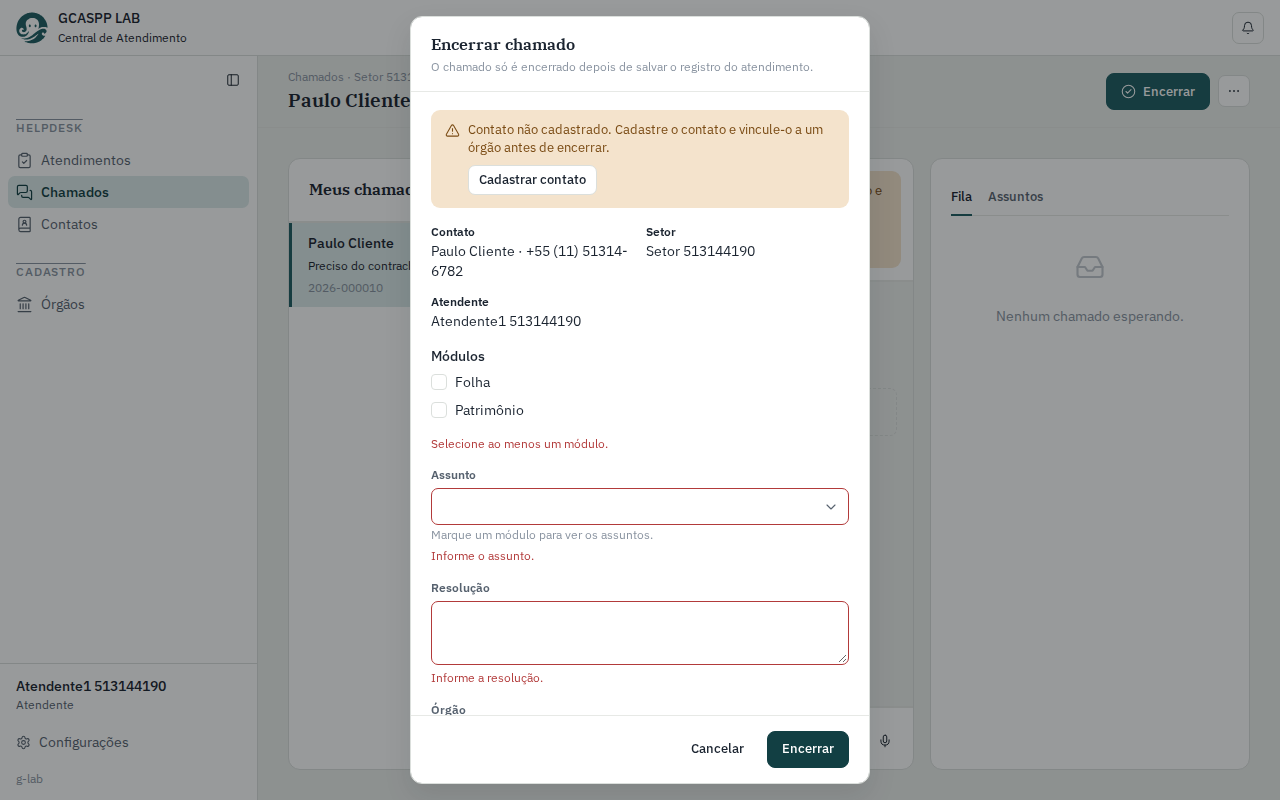 GCASPP LAB
Central de Atendimento
HELPDESK
Atendimentos
Chamados
Contatos
CADASTRO
Órgãos
Atendente1 513144190
Atendente
Configurações
g-lab
Chamados · Setor 5131
Paulo Cliente
Encerrar
Meus chamad
Paulo Cliente
Preciso do contrach
2026-000010
o e
Fila
Assuntos
Nenhum chamado esperando.
Encerrar chamado
O chamado só é encerrado depois de salvar o registro do atendimento.
Contato não cadastrado. Cadastre o contato e vincule-o a um
órgão antes de encerrar.
Cadastrar contato
Contato
Paulo Cliente · +55 (11) 51314-
6782
Setor
Setor 513144190
Atendente
Atendente1 513144190
Módulos
Folha
Patrimônio
Selecione ao menos um módulo.
Assunto
Marque um módulo para ver os assuntos.
Informe o assunto.
Resolução
Informe a resolução.
Órgão
Cancelar
Encerrar